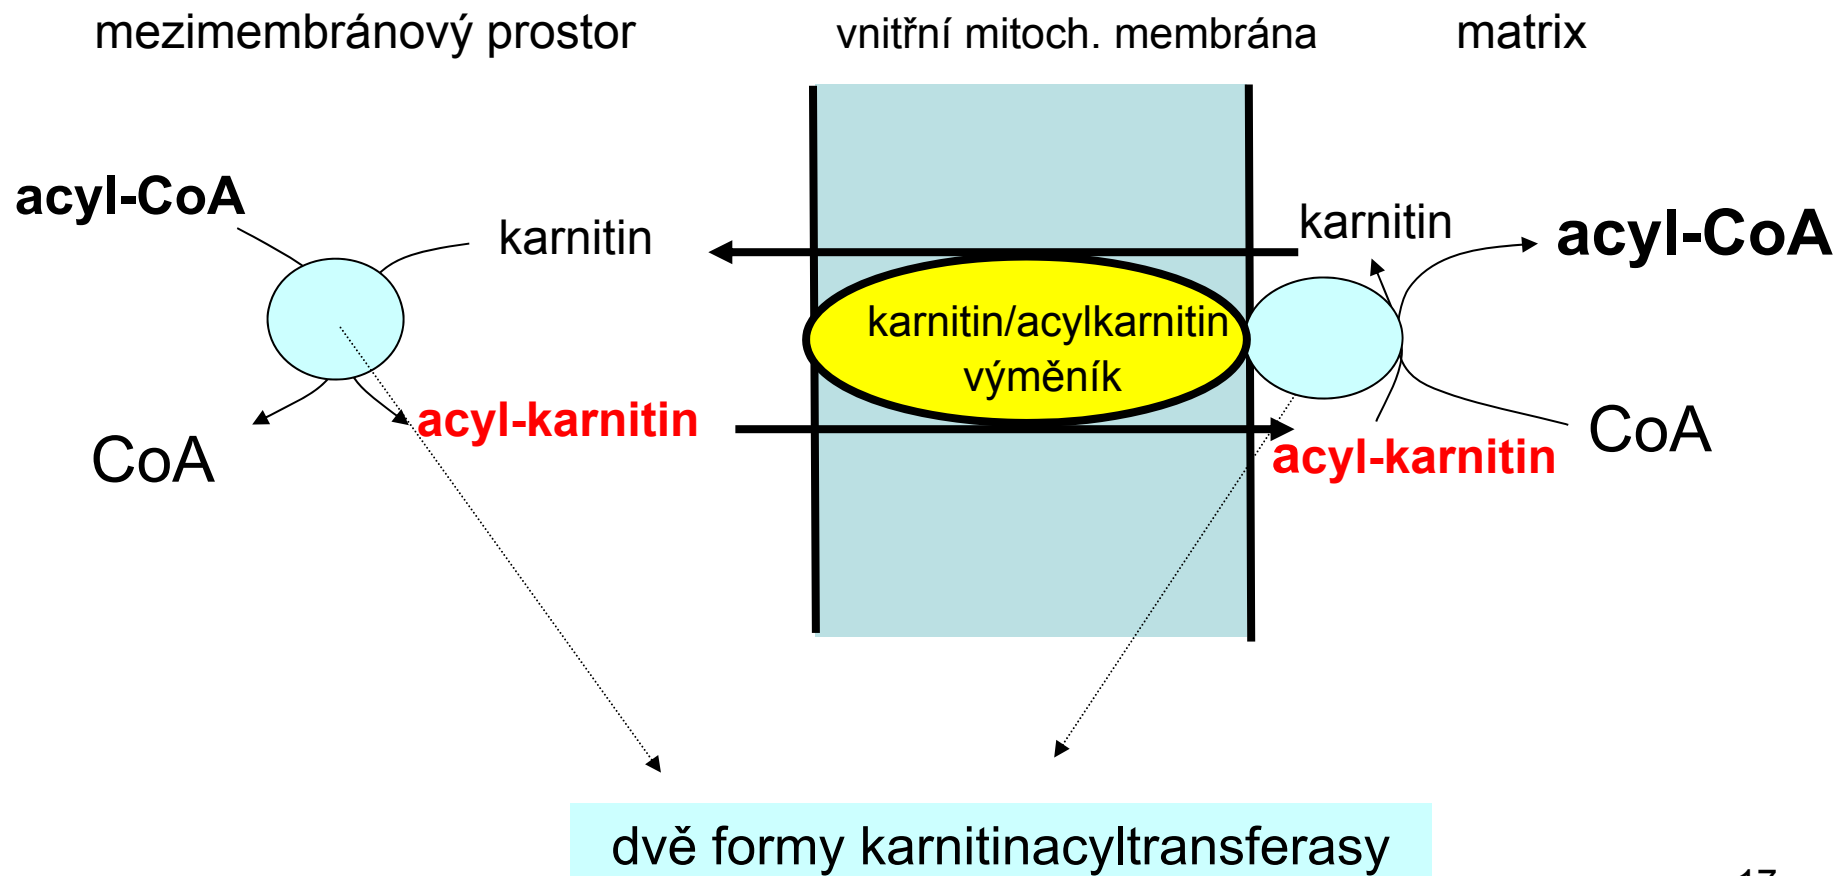 mezimembránový prostor
vnitřní mitoch. membrána
matrix
acyl-CoA
karnitin
karnitin
acyl-CoA
karnitin/acylkarnitin
výměník
acyl-karnitin
CoA
acyl-karnitin
CoA
dvě formy karnitinacyltransferasy
17